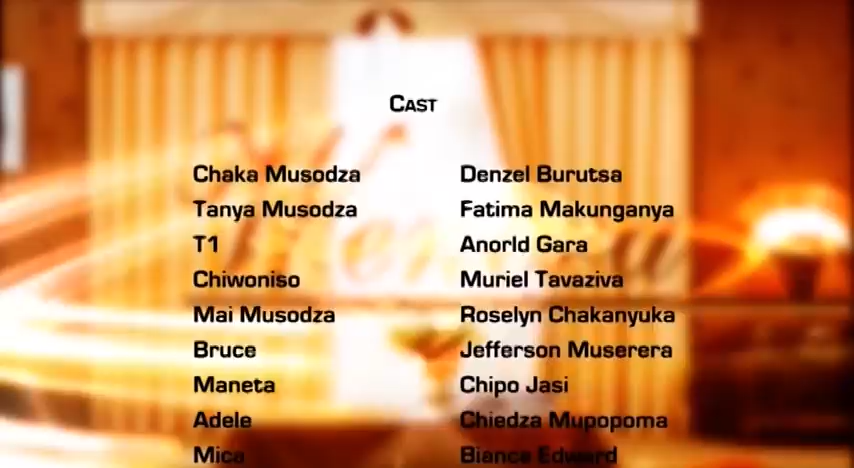 Cast
Chaka Musodza Denzel Burutsa
Tanya Musodza Fatima Makunganya
T1 Anorld Gara
Chiwoniso Muriel Tavaziva
Mai Musodza Roselyn Chakanyuka
Bruce Jefferson Muserera
Maneta Chipo Jasi
Adele Chiedza Mupopoma
Mica Biance Edward